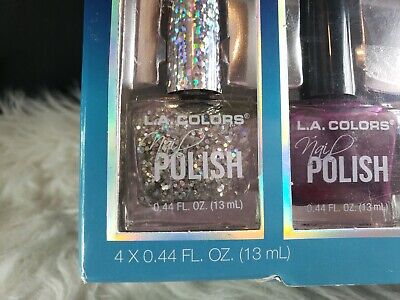 L.A. COLORS®
Nail
POLISH
0.44 FL. OZ. (13 mL)
L.A. COLORS®
Nail
POLISH
0.44 FL. OZ. (13 mL)
4 X 0.44 FL. OZ. (13 mL)